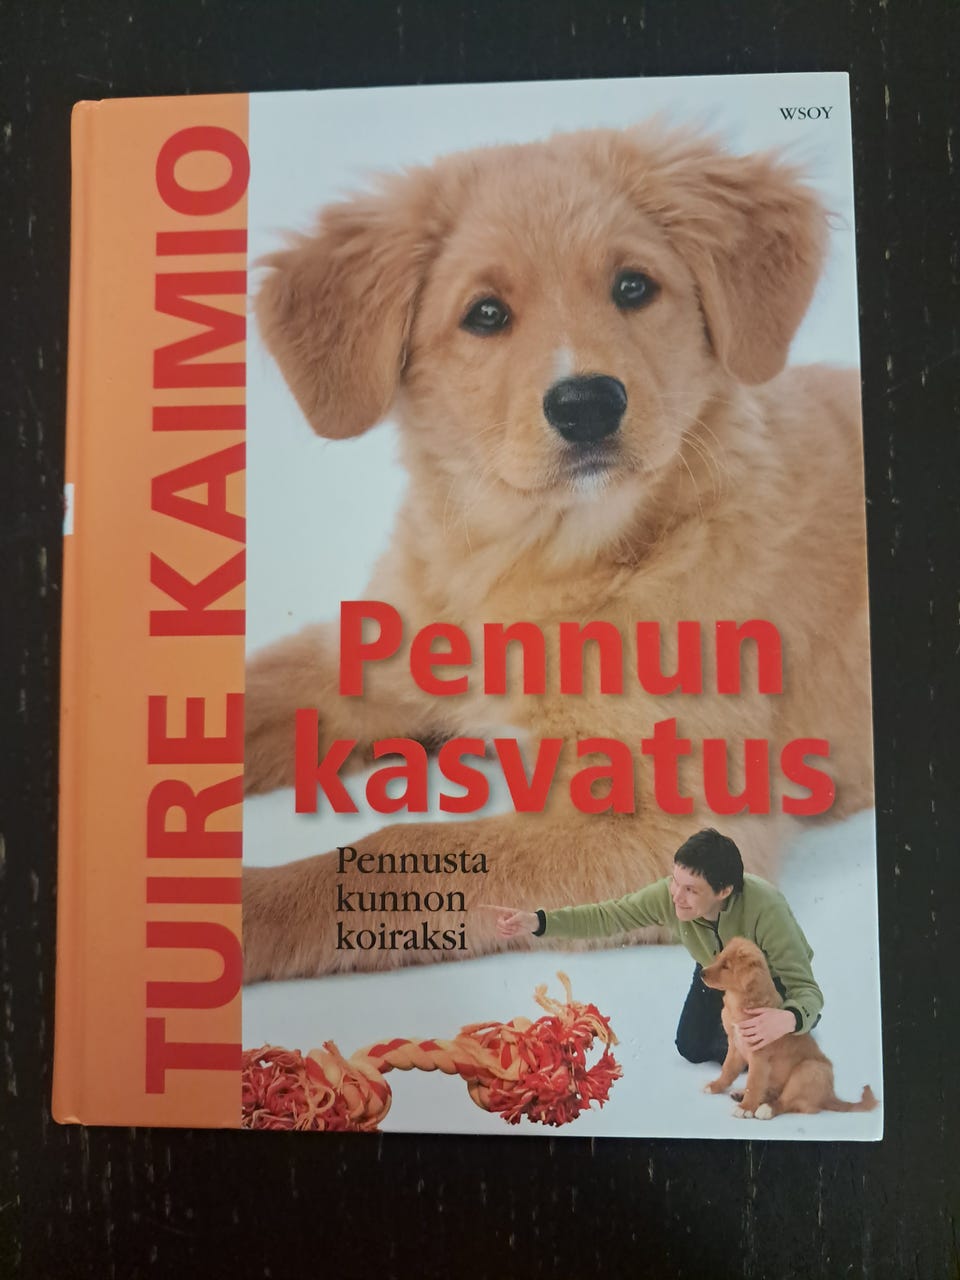 WSOY
TUIRE KAIMIO
Pennun
kasvatus
Pennusta
kunnon
koiraksi